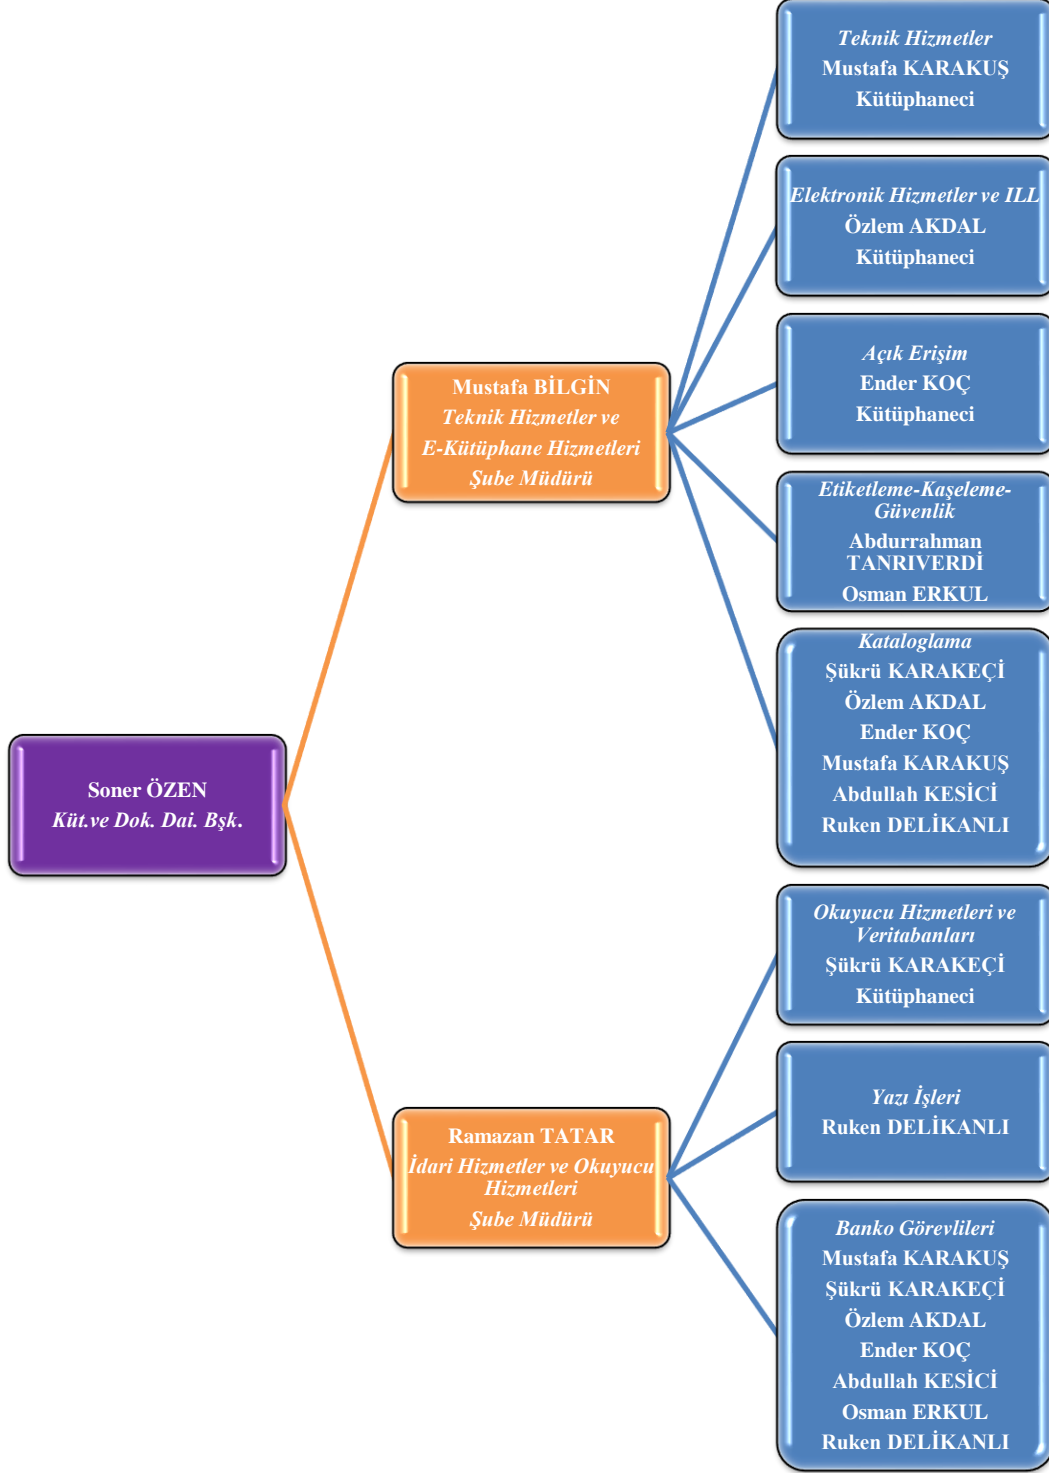 Soner ÖZEN
Küt.ve Dok. Dai. Bşk.
Mustafa BİLGİN
Teknik Hizmetler ve
E-Kütüphane Hizmetleri
Şube Müdürü
Teknik Hizmetler
Mustafa KARAKUŞ
Kütüphaneci
Elektronik Hizmetler ve ILL
Özlem AKDAL
Kütüphaneci
Açık Erişim
Ender KOÇ
Kütüphaneci
Etiketleme-Kaşeleme-
Güvenlik
Abdurrahman
TANRIVERDİ
Osman ERKUL
Kataloglama
Şükrü KARAKEÇİ
Özlem AKDAL
Ender KOÇ
Mustafa KARAKUŞ
Abdullah KESİCİ
Ruken DELİKANLI
Ramazan TATAR
İdari Hizmetler ve Okuyucu
Hizmetleri
Şube Müdürü
Okuyucu Hizmetleri ve
Veritabanları
Şükrü KARAKEÇİ
Kütüphaneci
Yazı İşleri
Ruken DELİKANLI
Banko Görevlileri
Mustafa KARAKUŞ
Şükrü KARAKEÇİ
Özlem AKDAL
Ender KOÇ
Abdullah KESİCİ
Osman ERKUL
Ruken DELİKANLI